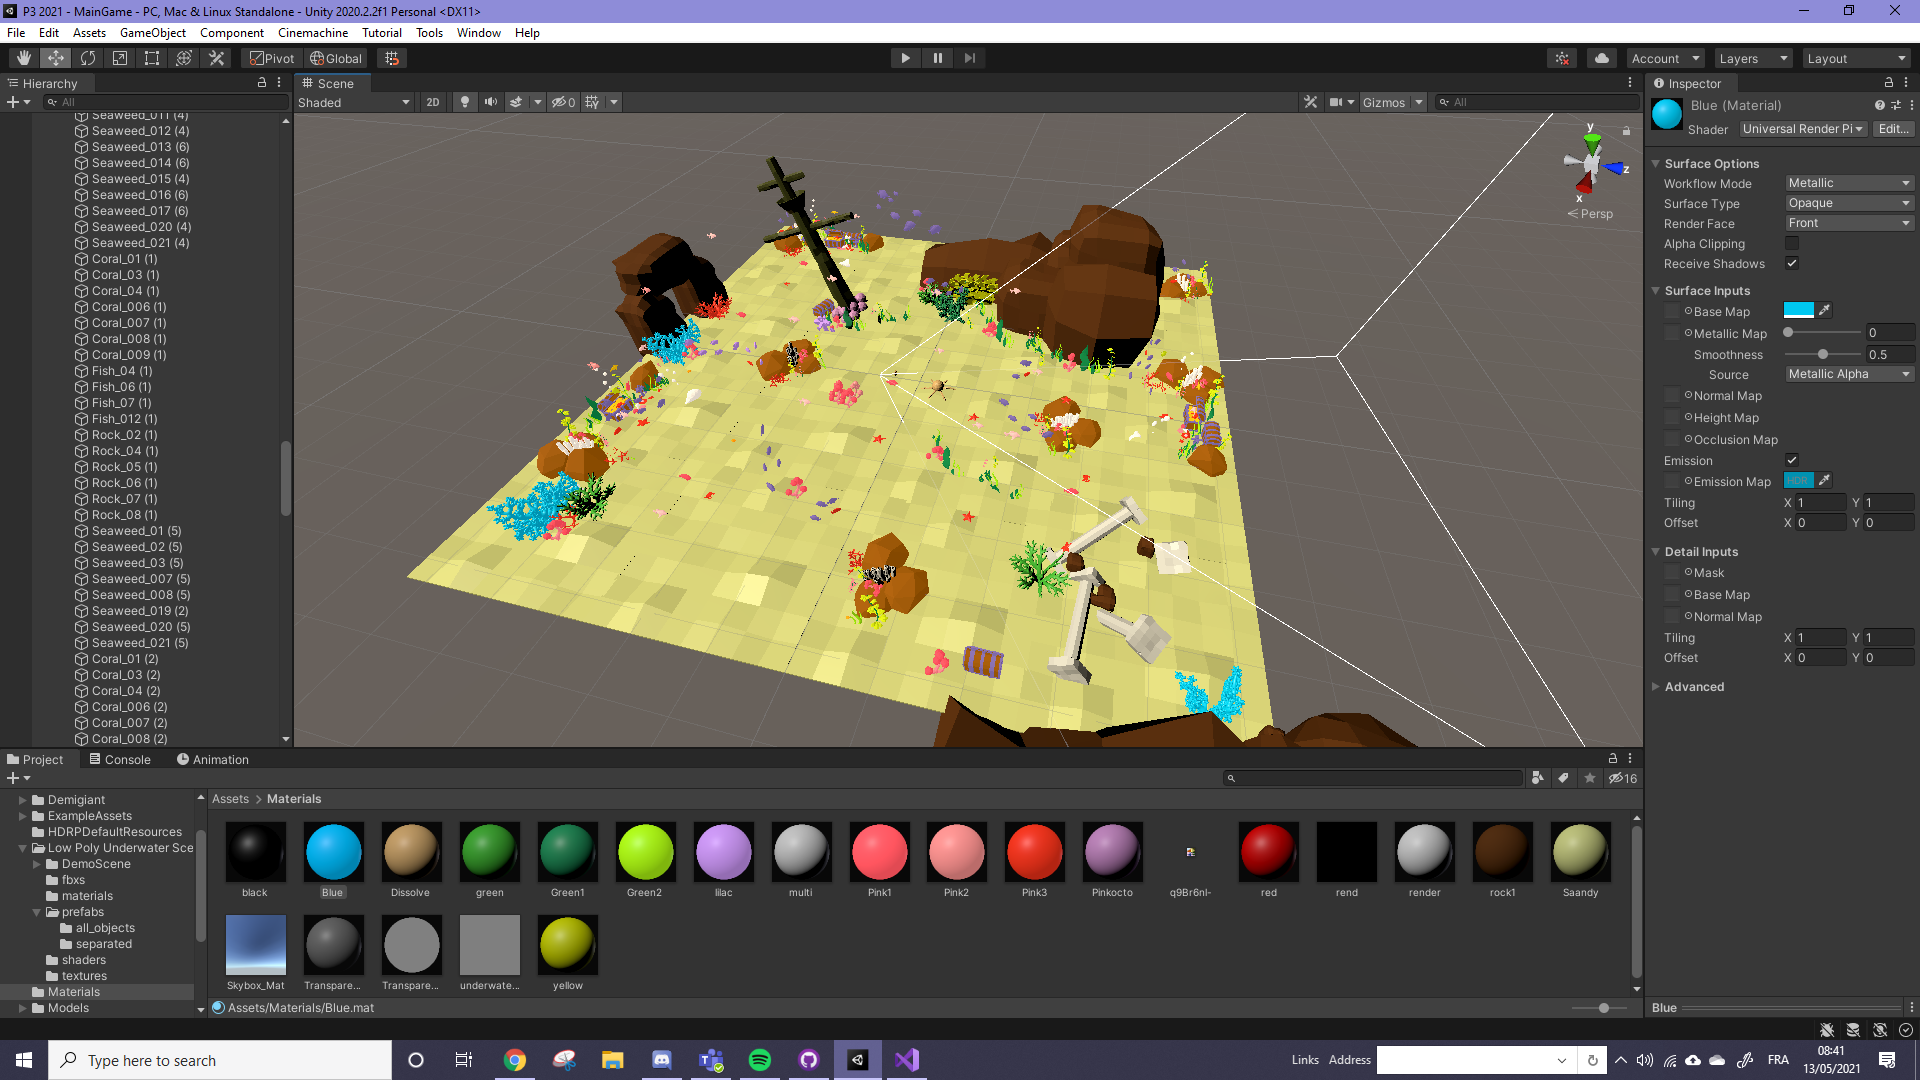 P3 2021 - MainGame - PC, Mac & Linux Standalone - Unity 2020.2.2f1 Personal <DX11>
File Edit Assets GameObject Component Cinemachine Tutorial Tools Window Help
Pivot Global Account Layers Layout
Hierarchy
All
Seaweed_011 (4)
Seaweed_012 (4)
Seaweed_013 (6)
Seaweed_014 (6)
Seaweed_015 (4)
Seaweed_016 (6)
Seaweed_017 (6)
Seaweed_020 (4)
Seaweed_021 (4)
Coral_01 (1)
Coral_03 (1)
Coral_04 (1)
Coral_006 (1)
Coral_007 (1)
Coral_008 (1)
Coral_009 (1)
Fish_04 (1)
Fish_06 (1)
Fish_07 (1)
Fish_012 (1)
Rock_02 (1)
Rock_04 (1)
Rock_05 (1)
Rock_06 (1)
Rock_07 (1)
Rock_08 (1)
Seaweed_01 (5)
Seaweed_02 (5)
Seaweed_03 (5)
Seaweed_007 (5)
Seaweed_008 (5)
Seaweed_019 (2)
Seaweed_020 (5)
Seaweed_021 (5)
Coral_01 (2)
Coral_03 (2)
Coral_04 (2)
Coral_006 (2)
Coral_007 (2)
Coral_008 (2)
Scene
Shaded 2D 0 Gizmos All
y
z
x
Persp
Inspector
Blue (Material)
Shader Universal Render Pi Edit...
Surface Options
Workflow Mode Metallic
Surface Type Opaque
Render Face Front
Alpha Clipping
Receive Shadows
Surface Inputs
Base Map
Metallic Map 0
Smoothness 0.5
Source Metallic Alpha
Normal Map
Height Map
Occlusion Map
Emission
Emission Map HDR
Tiling X 1 Y 1
Offset X 0 Y 0
Detail Inputs
Mask
Base Map
Normal Map
Tiling X 1 Y 1
Offset X 0 Y 0
Advanced
Blue
Project Console Animation
16
Demigiant
ExampleAssets
HDRPDefaultResources
Low Poly Underwater Sce
DemoScene
fbxs
materials
prefabs
all_objects
separated
shaders
textures
Materials
Models
Assets > Materials
black Blue Dissolve green Green1 Green2 lilac multi Pink1 Pink2 Pink3 Pinkocto q9Br6nI- red rend render rock1 Saandy
Skybox_Mat Transpare... Transpare... underwate... yellow
Assets/Materials/Blue.mat
Type here to search
Links Address
FRA
08:41
13/05/2021